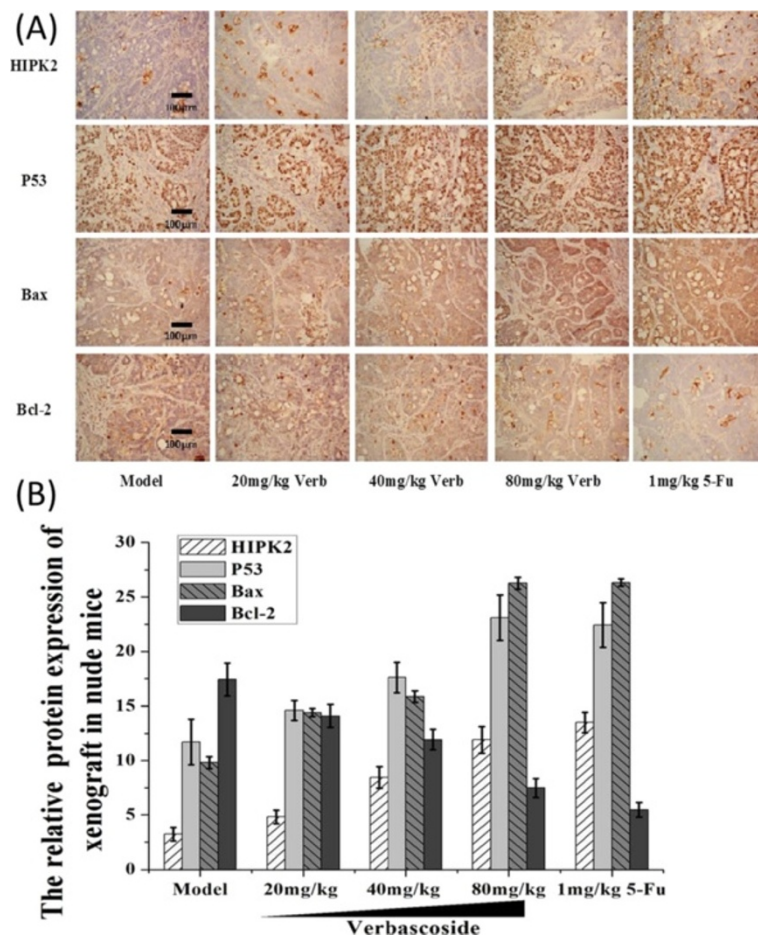 (A)
HIPK2
100μm
P53
100μm
Bax
100μm
Bcl-2
100μm
Model 20mg/kg Verb 40mg/kg Verb 80mg/kg Verb 1mg/kg 5-Fu
(B)
The relative protein expression of
xenograft in nude mice
30
25
20
15
10
5
0
HIPK2
P53
Bax
Bcl-2
Model 20mg/kg 40mg/kg 80mg/kg 1mg/kg 5-Fu
Verbascoside